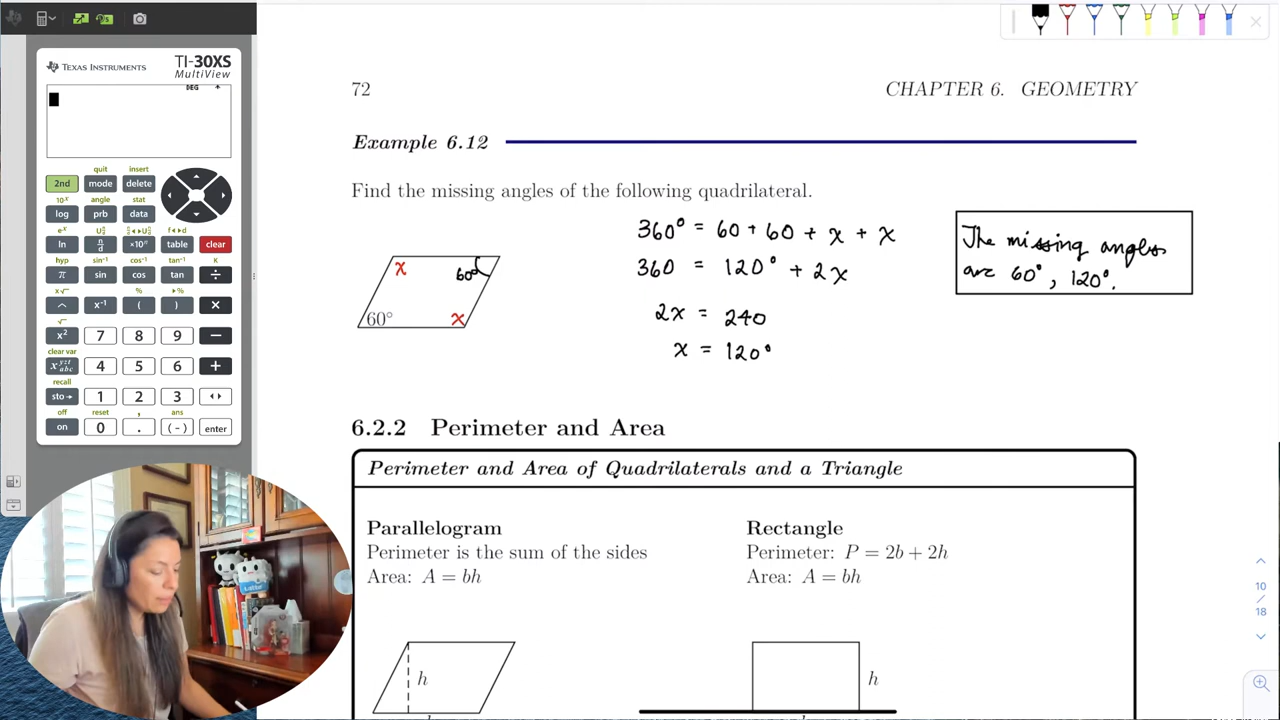 TEXAS INSTRUMENTS
TI-30XS
MultiView
DEG
quit
insert
2nd
mode
delete
10ˣ
angle
stat
log
prb
data
eˣ
f◄►d
ln
n/d
×10ⁿ
table
clear
hyp
sin⁻¹
cos⁻¹
tan⁻¹
K
π
sin
cos
tan
÷
%
►%
^
x⁻¹
(
)
×
√
x²
7
8
9
−
clear var
4
5
6
+
recall
sto→
1
2
3
◄►
off
reset
,
ans
on
0
.
(−)
enter
72
CHAPTER 6. GEOMETRY
Example 6.12
Find the missing angles of the following quadrilateral.
x
60°
60°
x
360° = 60 + 60 + x + x
360 = 120° + 2x
2x = 240
x = 120°
The missing angles
are 60°, 120°.
6.2.2 Perimeter and Area
Perimeter and Area of Quadrilaterals and a Triangle
Parallelogram
Perimeter is the sum of the sides
Area: A = bh
h
Rectangle
Perimeter: P = 2b + 2h
Area: A = bh
h
10
/
18